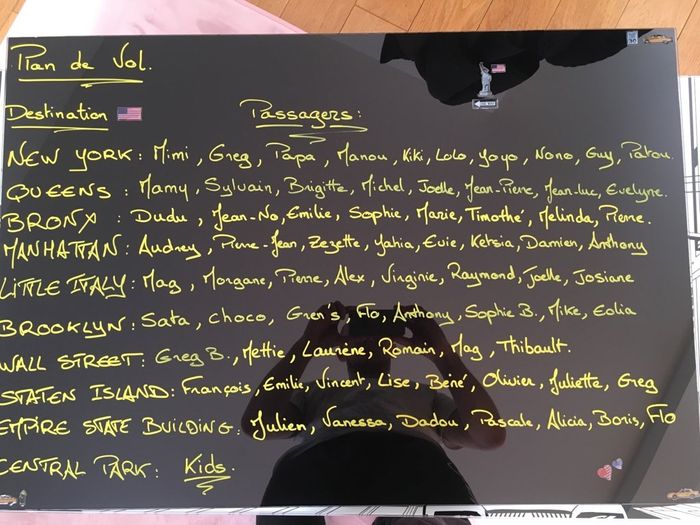 Plan de Vol.
Destination Passagers:
NEW YORK: Mimi, Greg, Papa, Manou, Kiki, Lolo, Yoyo, Nono, Guy, Patou.
QUEENS: Mamy, Sylvain, Brigitte, Michel, Joelle, Jean-Pierre, Jean-luc, Evelyne.
BRONX: Dudu, Jean-No, Emilie, Sophie, Marie, Timothé, Melinda, Pierre.
MANHATTAN: Audrey, Pierre-Jean, Zezette, Yahia, Evie, Ketsia, Damien, Anthony
LITTLE ITALY: Mag, Morgane, Pierre, Alex, Virginie, Raymond, Joelle, Josiane
BROOKLYN: Sata, choco, Gren's, Flo, Anthony, Sophie B., Mike, Eolia
WALL STREET: Greg B., Mettie, Laurène, Romain, Mag, Thibault.
STATEN ISLAND: François, Emilie, Vincent, Lise, Béné, Olivier, Juliette, Greg
EMPIRE STATE BUILDING: Julien, Vanessa, Dadou, Pascale, Alicia, Boris, Flo
CENTRAL PARK: Kids.